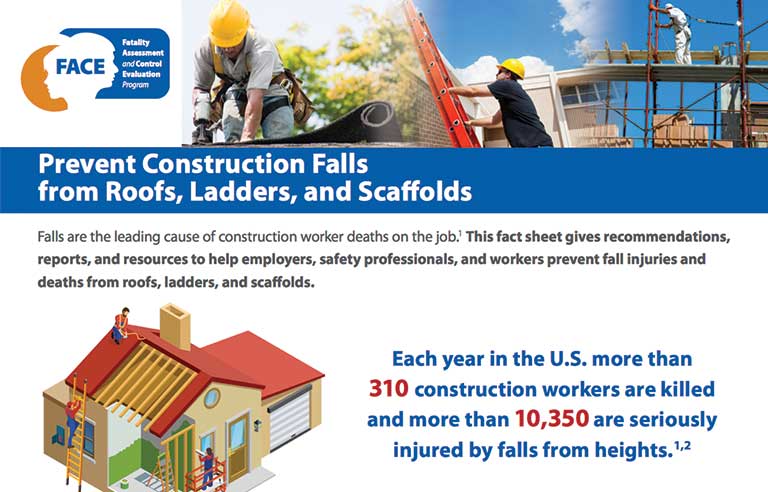 FACE
Fatality
Assessment
and Control
Evaluation
Program
Prevent Construction Falls
from Roofs, Ladders, and Scaffolds
Falls are the leading cause of construction worker deaths on the job.¹ This fact sheet gives recommendations,
reports, and resources to help employers, safety professionals, and workers prevent fall injuries and
deaths from roofs, ladders, and scaffolds.
Each year in the U.S. more than
310 construction workers are killed
and more than 10,350 are seriously
injured by falls from heights.¹,²